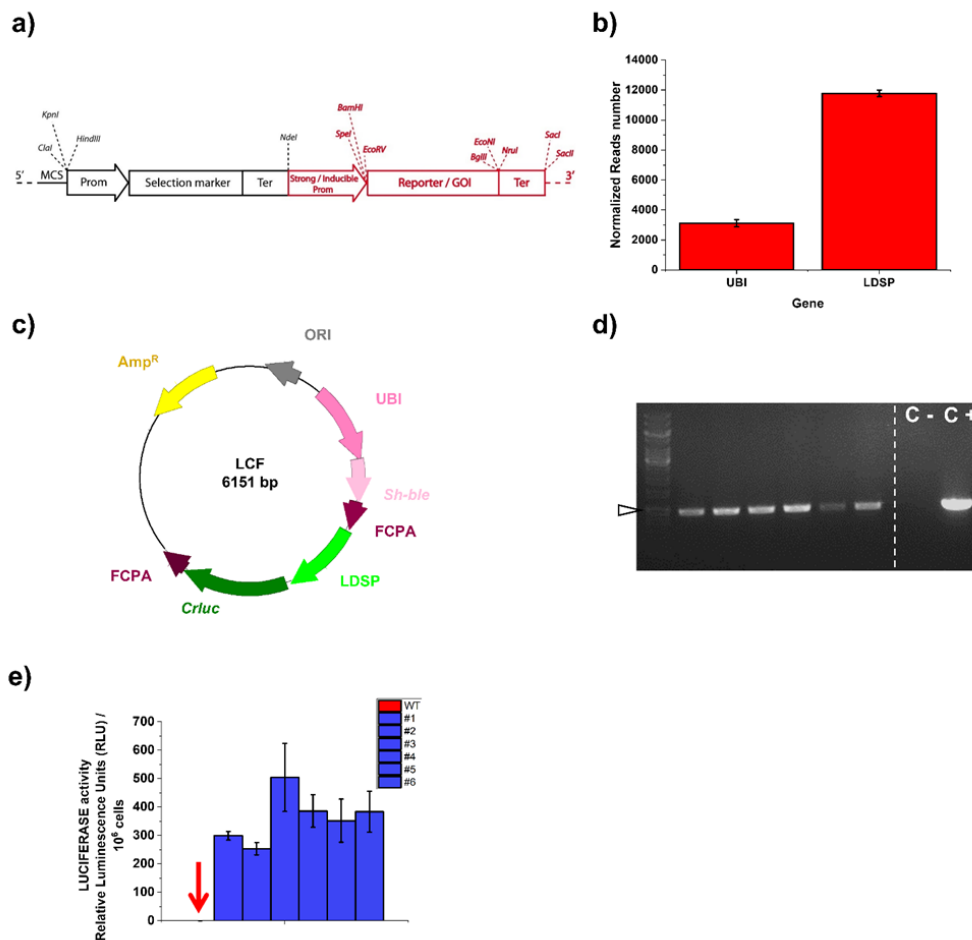 a)
KpnI
ClaI
HindIII
NdeI
BamHI
SpeI
EcoRV
EcoNI
BglII
NruI
SacI
SacII
5’
MCS
Prom
Selection marker
Ter
Strong / Inducible
Prom
Reporter / GOI
Ter
3’
b)
Normalized Reads number
14000
12000
10000
8000
6000
4000
2000
0
UBI
LDSP
Gene
c)
ORI
AmpR
UBI
LCF
6151 bp
Sh-ble
FCPA
LDSP
Crluc
FCPA
d)
C - C +
e)
LUCIFERASE activity
Relative Luminescence Units (RLU) /
10⁶ cells
700
600
500
400
300
200
100
0
WT
#1
#2
#3
#4
#5
#6